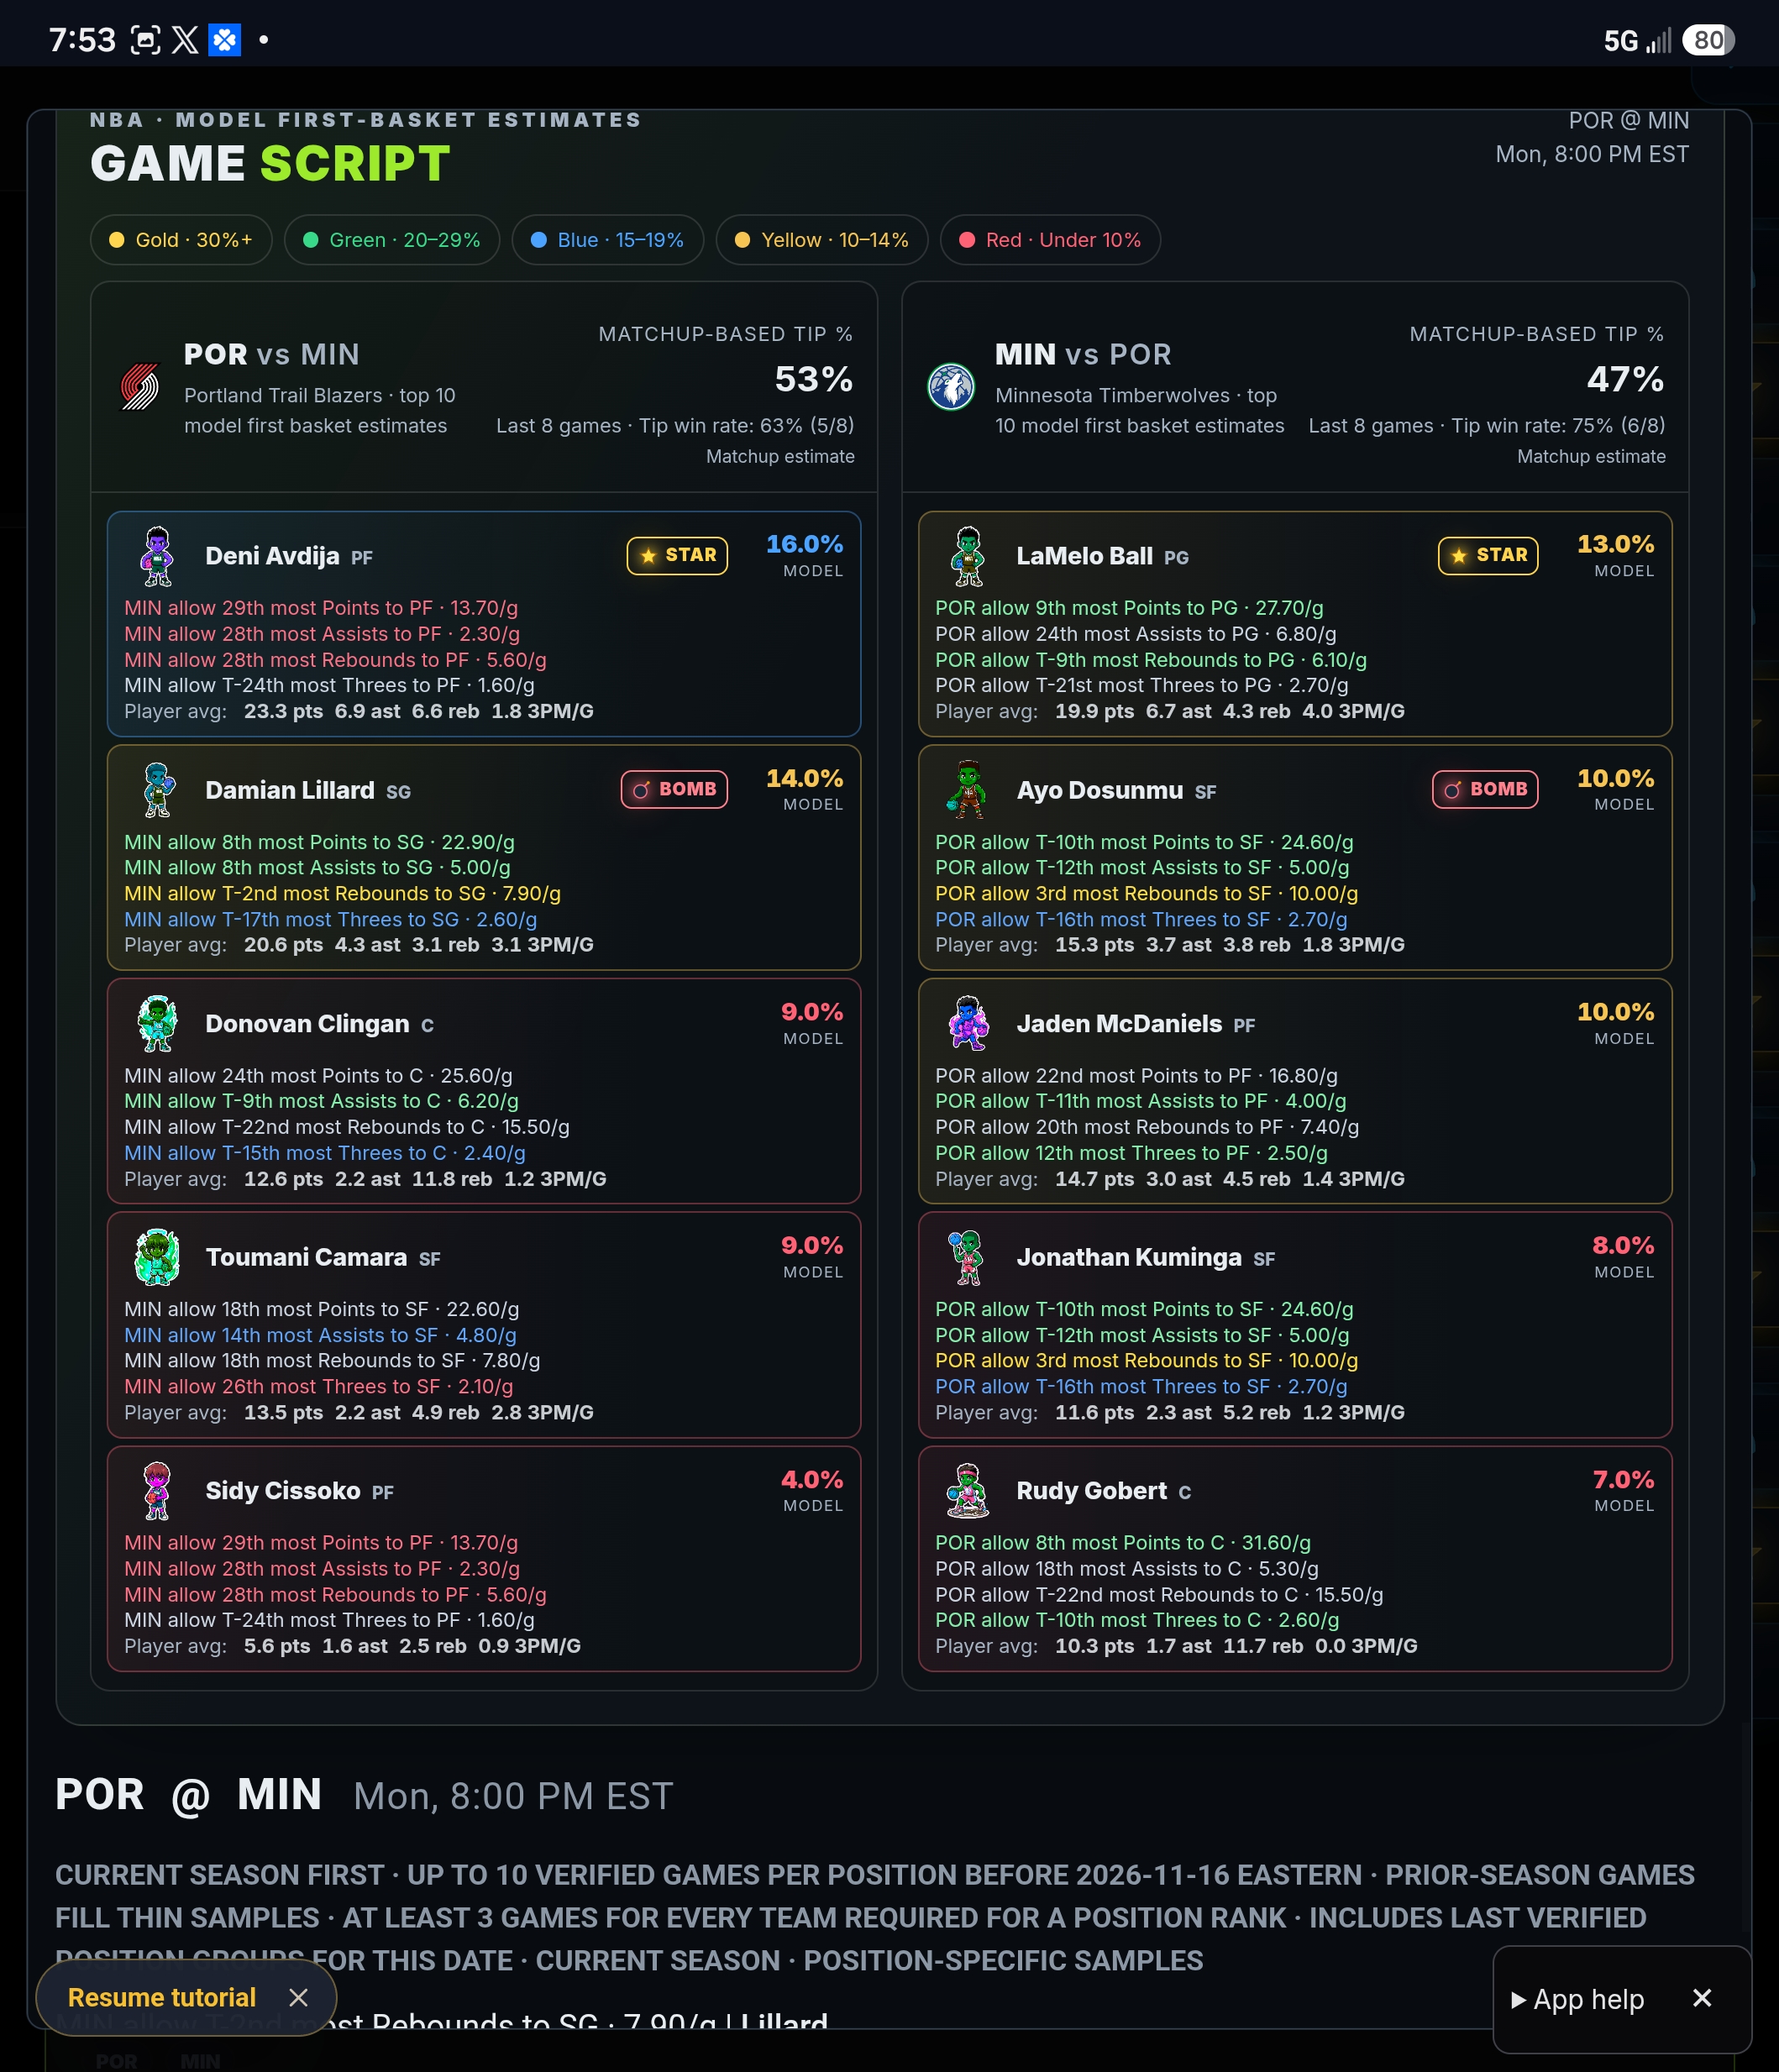 7:53
5G
80
NBA · MODEL FIRST-BASKET ESTIMATES
POR @ MIN
GAME SCRIPT
Mon, 8:00 PM EST
Gold · 30%+
Green · 20–29%
Blue · 15–19%
Yellow · 10–14%
Red · Under 10%
POR vs MIN
Portland Trail Blazers · top 10
model first basket estimates
MATCHUP-BASED TIP %
53%
Last 8 games · Tip win rate: 63% (5/8)
Matchup estimate
Deni Avdija PF
STAR
16.0%
MODEL
MIN allow 29th most Points to PF · 13.70/g
MIN allow 28th most Assists to PF · 2.30/g
MIN allow 28th most Rebounds to PF · 5.60/g
MIN allow T-24th most Threes to PF · 1.60/g
Player avg: 23.3 pts 6.9 ast 6.6 reb 1.8 3PM/G
Damian Lillard SG
BOMB
14.0%
MODEL
MIN allow 8th most Points to SG · 22.90/g
MIN allow 8th most Assists to SG · 5.00/g
MIN allow T-2nd most Rebounds to SG · 7.90/g
MIN allow T-17th most Threes to SG · 2.60/g
Player avg: 20.6 pts 4.3 ast 3.1 reb 3.1 3PM/G
Donovan Clingan C
9.0%
MODEL
MIN allow 24th most Points to C · 25.60/g
MIN allow T-9th most Assists to C · 6.20/g
MIN allow T-22nd most Rebounds to C · 15.50/g
MIN allow T-15th most Threes to C · 2.40/g
Player avg: 12.6 pts 2.2 ast 11.8 reb 1.2 3PM/G
Toumani Camara SF
9.0%
MODEL
MIN allow 18th most Points to SF · 22.60/g
MIN allow 14th most Assists to SF · 4.80/g
MIN allow 18th most Rebounds to SF · 7.80/g
MIN allow 26th most Threes to SF · 2.10/g
Player avg: 13.5 pts 2.2 ast 4.9 reb 2.8 3PM/G
Sidy Cissoko PF
4.0%
MODEL
MIN allow 29th most Points to PF · 13.70/g
MIN allow 28th most Assists to PF · 2.30/g
MIN allow 28th most Rebounds to PF · 5.60/g
MIN allow T-24th most Threes to PF · 1.60/g
Player avg: 5.6 pts 1.6 ast 2.5 reb 0.9 3PM/G
MIN vs POR
Minnesota Timberwolves · top
10 model first basket estimates
MATCHUP-BASED TIP %
47%
Last 8 games · Tip win rate: 75% (6/8)
Matchup estimate
LaMelo Ball PG
STAR
13.0%
MODEL
POR allow 9th most Points to PG · 27.70/g
POR allow 24th most Assists to PG · 6.80/g
POR allow T-9th most Rebounds to PG · 6.10/g
POR allow T-21st most Threes to PG · 2.70/g
Player avg: 19.9 pts 6.7 ast 4.3 reb 4.0 3PM/G
Ayo Dosunmu SF
BOMB
10.0%
MODEL
POR allow T-10th most Points to SF · 24.60/g
POR allow T-12th most Assists to SF · 5.00/g
POR allow 3rd most Rebounds to SF · 10.00/g
POR allow T-16th most Threes to SF · 2.70/g
Player avg: 15.3 pts 3.7 ast 3.8 reb 1.8 3PM/G
Jaden McDaniels PF
10.0%
MODEL
POR allow 22nd most Points to PF · 16.80/g
POR allow T-11th most Assists to PF · 4.00/g
POR allow 20th most Rebounds to PF · 7.40/g
POR allow 12th most Threes to PF · 2.50/g
Player avg: 14.7 pts 3.0 ast 4.5 reb 1.4 3PM/G
Jonathan Kuminga SF
8.0%
MODEL
POR allow T-10th most Points to SF · 24.60/g
POR allow T-12th most Assists to SF · 5.00/g
POR allow 3rd most Rebounds to SF · 10.00/g
POR allow T-16th most Threes to SF · 2.70/g
Player avg: 11.6 pts 2.3 ast 5.2 reb 1.2 3PM/G
Rudy Gobert C
7.0%
MODEL
POR allow 8th most Points to C · 31.60/g
POR allow 18th most Assists to C · 5.30/g
POR allow T-22nd most Rebounds to C · 15.50/g
POR allow T-10th most Threes to C · 2.60/g
Player avg: 10.3 pts 1.7 ast 11.7 reb 0.0 3PM/G
POR @ MIN Mon, 8:00 PM EST
CURRENT SEASON FIRST · UP TO 10 VERIFIED GAMES PER POSITION BEFORE 2026-11-16 EASTERN · PRIOR-SEASON GAMES
FILL THIN SAMPLES · AT LEAST 3 GAMES FOR EVERY TEAM REQUIRED FOR A POSITION RANK · INCLUDES LAST VERIFIED
POSITION GROUPS FOR THIS DATE · CURRENT SEASON · POSITION-SPECIFIC SAMPLES
Resume tutorial
App help
MIN allow T-2nd most Rebounds to SG · 7.90/g | Lillard
POR MIN